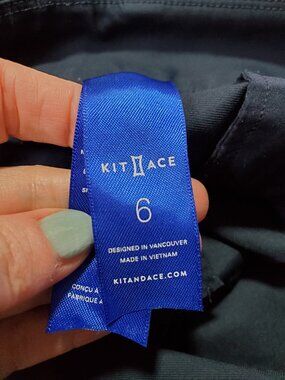 KIT ACE
6
DESIGNED IN VANCOUVER
MADE IN VIETNAM
KITANDACE.COM
CONÇU À
FABRIQUÉ A